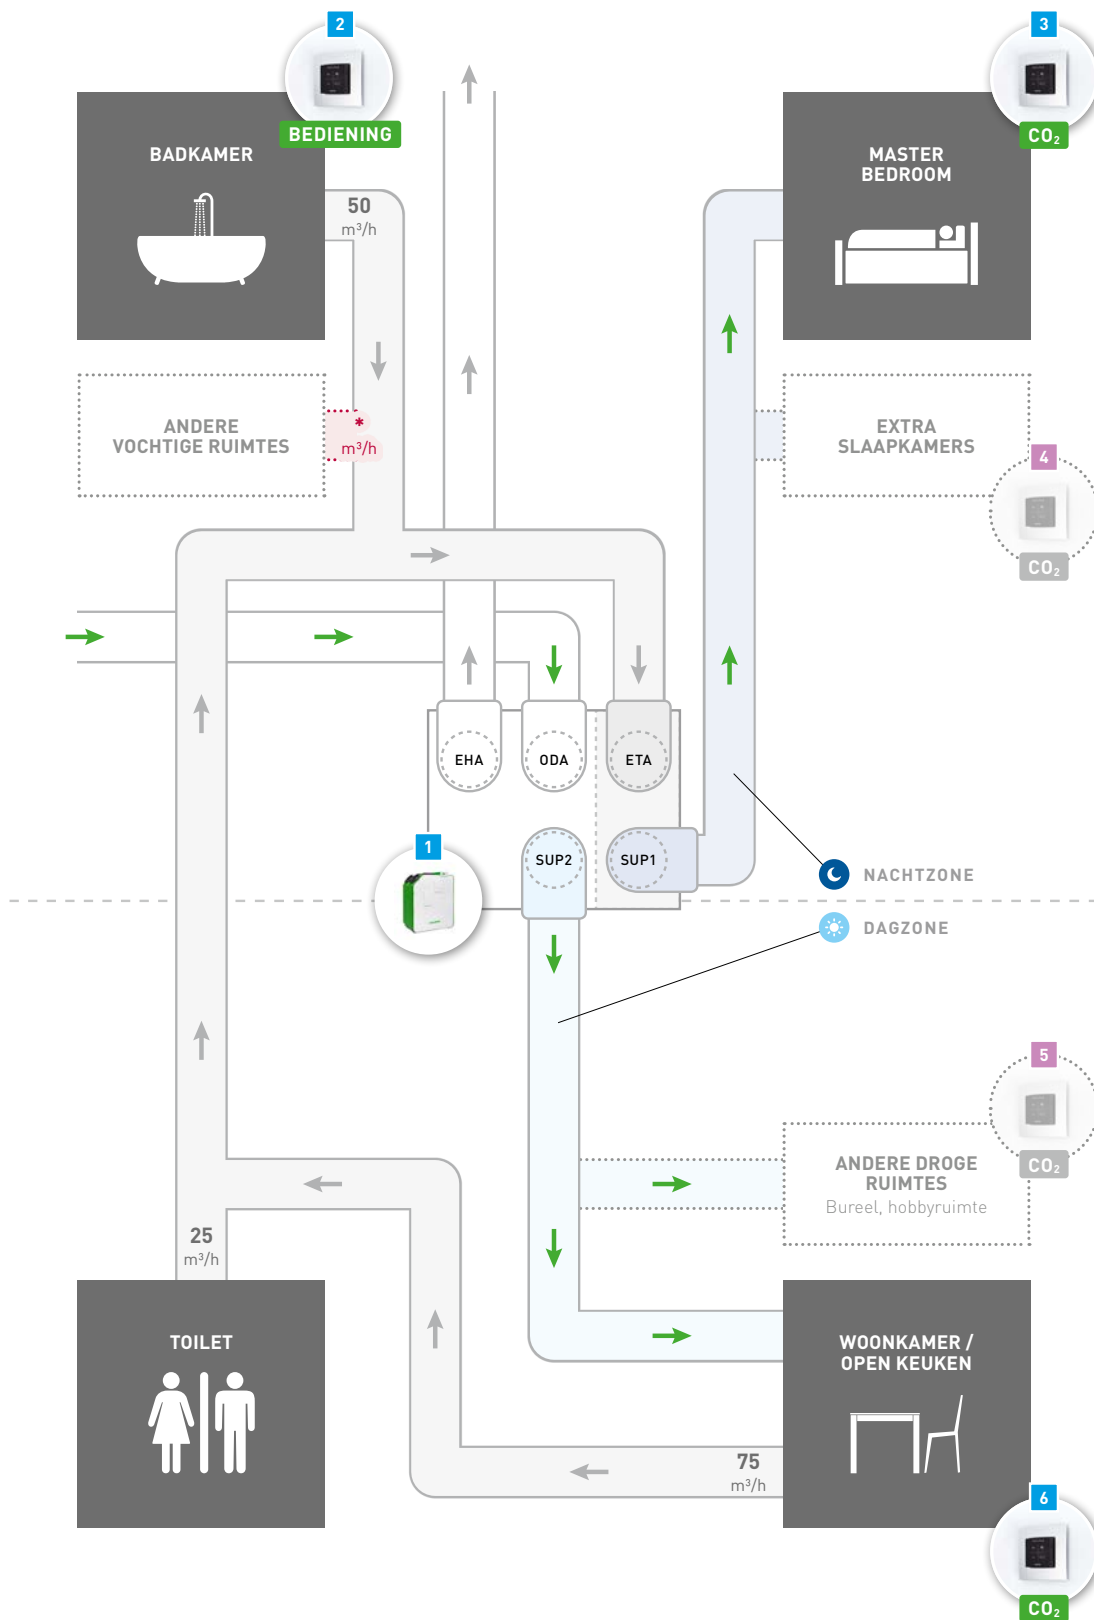 2
BEDIENING
BADKAMER
50
m³/h
3
CO₂
MASTER
BEDROOM
ANDERE
VOCHTIGE RUIMTES
*
m³/h
EXTRA
SLAAPKAMERS
4
CO₂
EHA
ODA
ETA
1
SUP2
SUP1
NACHTZONE
DAGZONE
5
CO₂
ANDERE DROGE
RUIMTES
Bureel, hobbyruimte
25
m³/h
TOILET
WOONKAMER /
OPEN KEUKEN
75
m³/h
6
CO₂